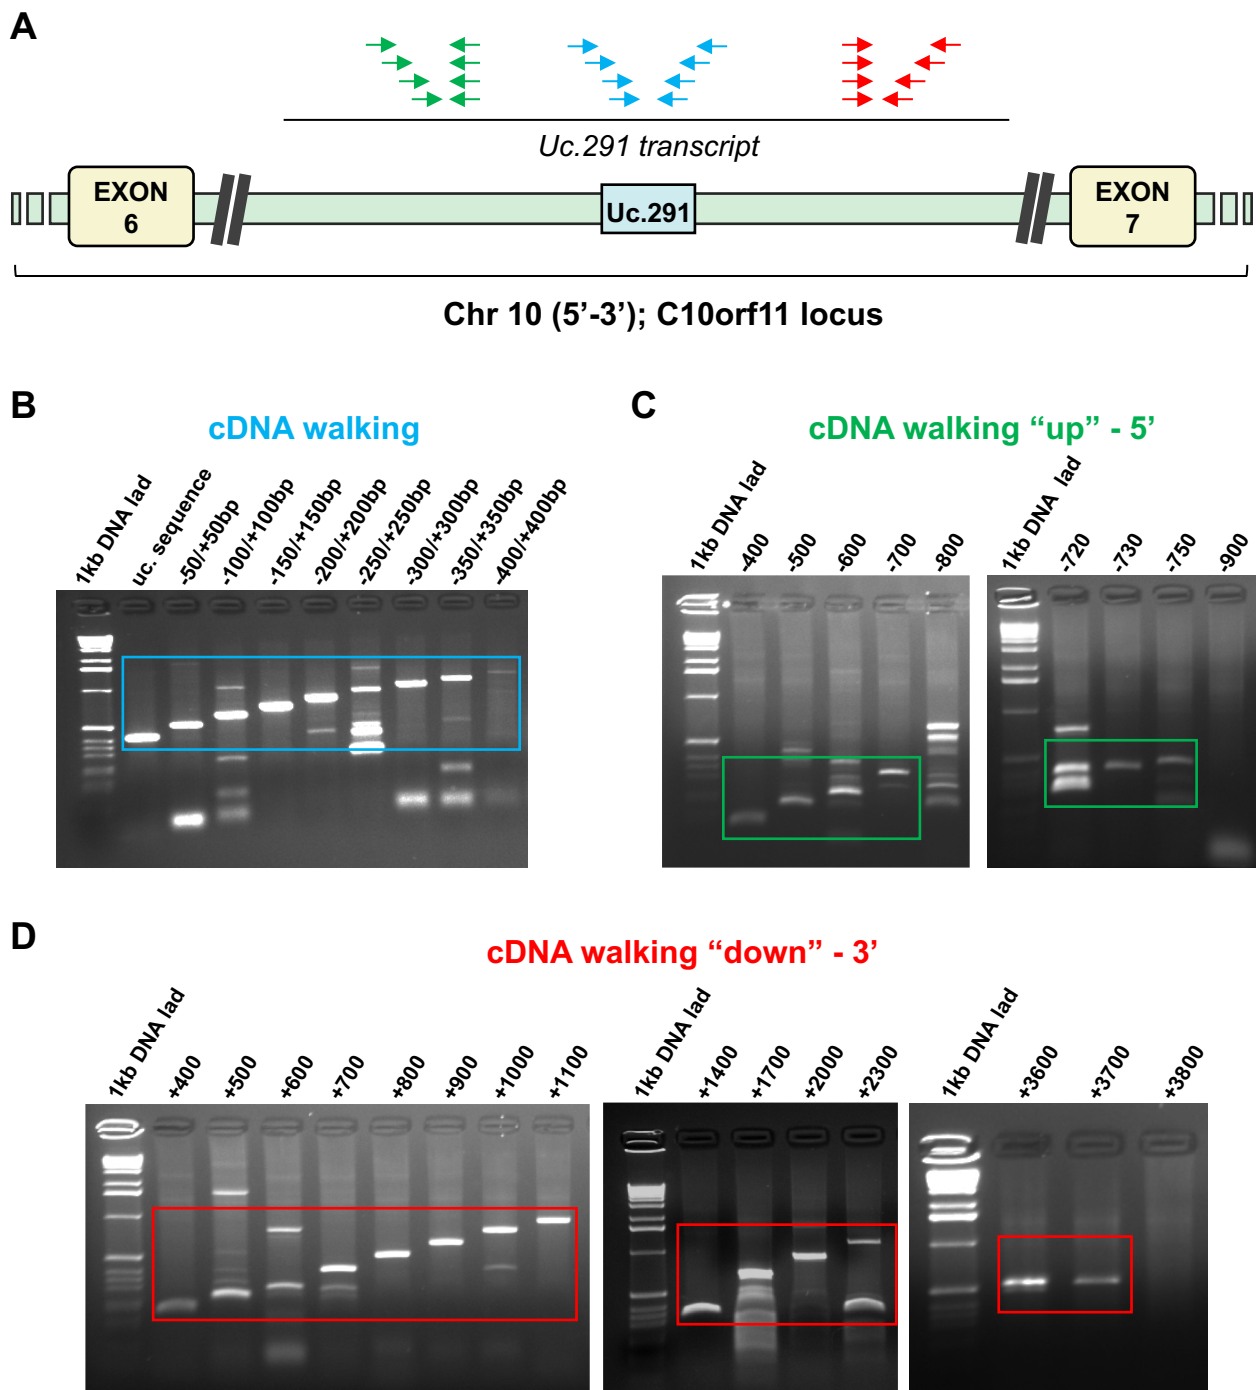 A
Uc.291 transcript
EXON
6
Uc.291
EXON
7
Chr 10 (5’-3’); C10orf11 locus
B
cDNA walking
1kb DNA lad
uc. sequence
-50/+50bp
-100/+100bp
-150/+150bp
-200/+200bp
-250/+250bp
-300/+300bp
-350/+350bp
-400/+400bp
C
cDNA walking “up” - 5’
1kb DNA lad
-400
-500
-600
-700
-800
1kb DNA lad
-720
-730
-750
-900
D
cDNA walking “down” - 3’
1kb DNA lad
+400
+500
+600
+700
+800
+900
+1000
+1100
1kb DNA lad
+1400
+1700
+2000
+2300
1kb DNA lad
+3600
+3700
+3800